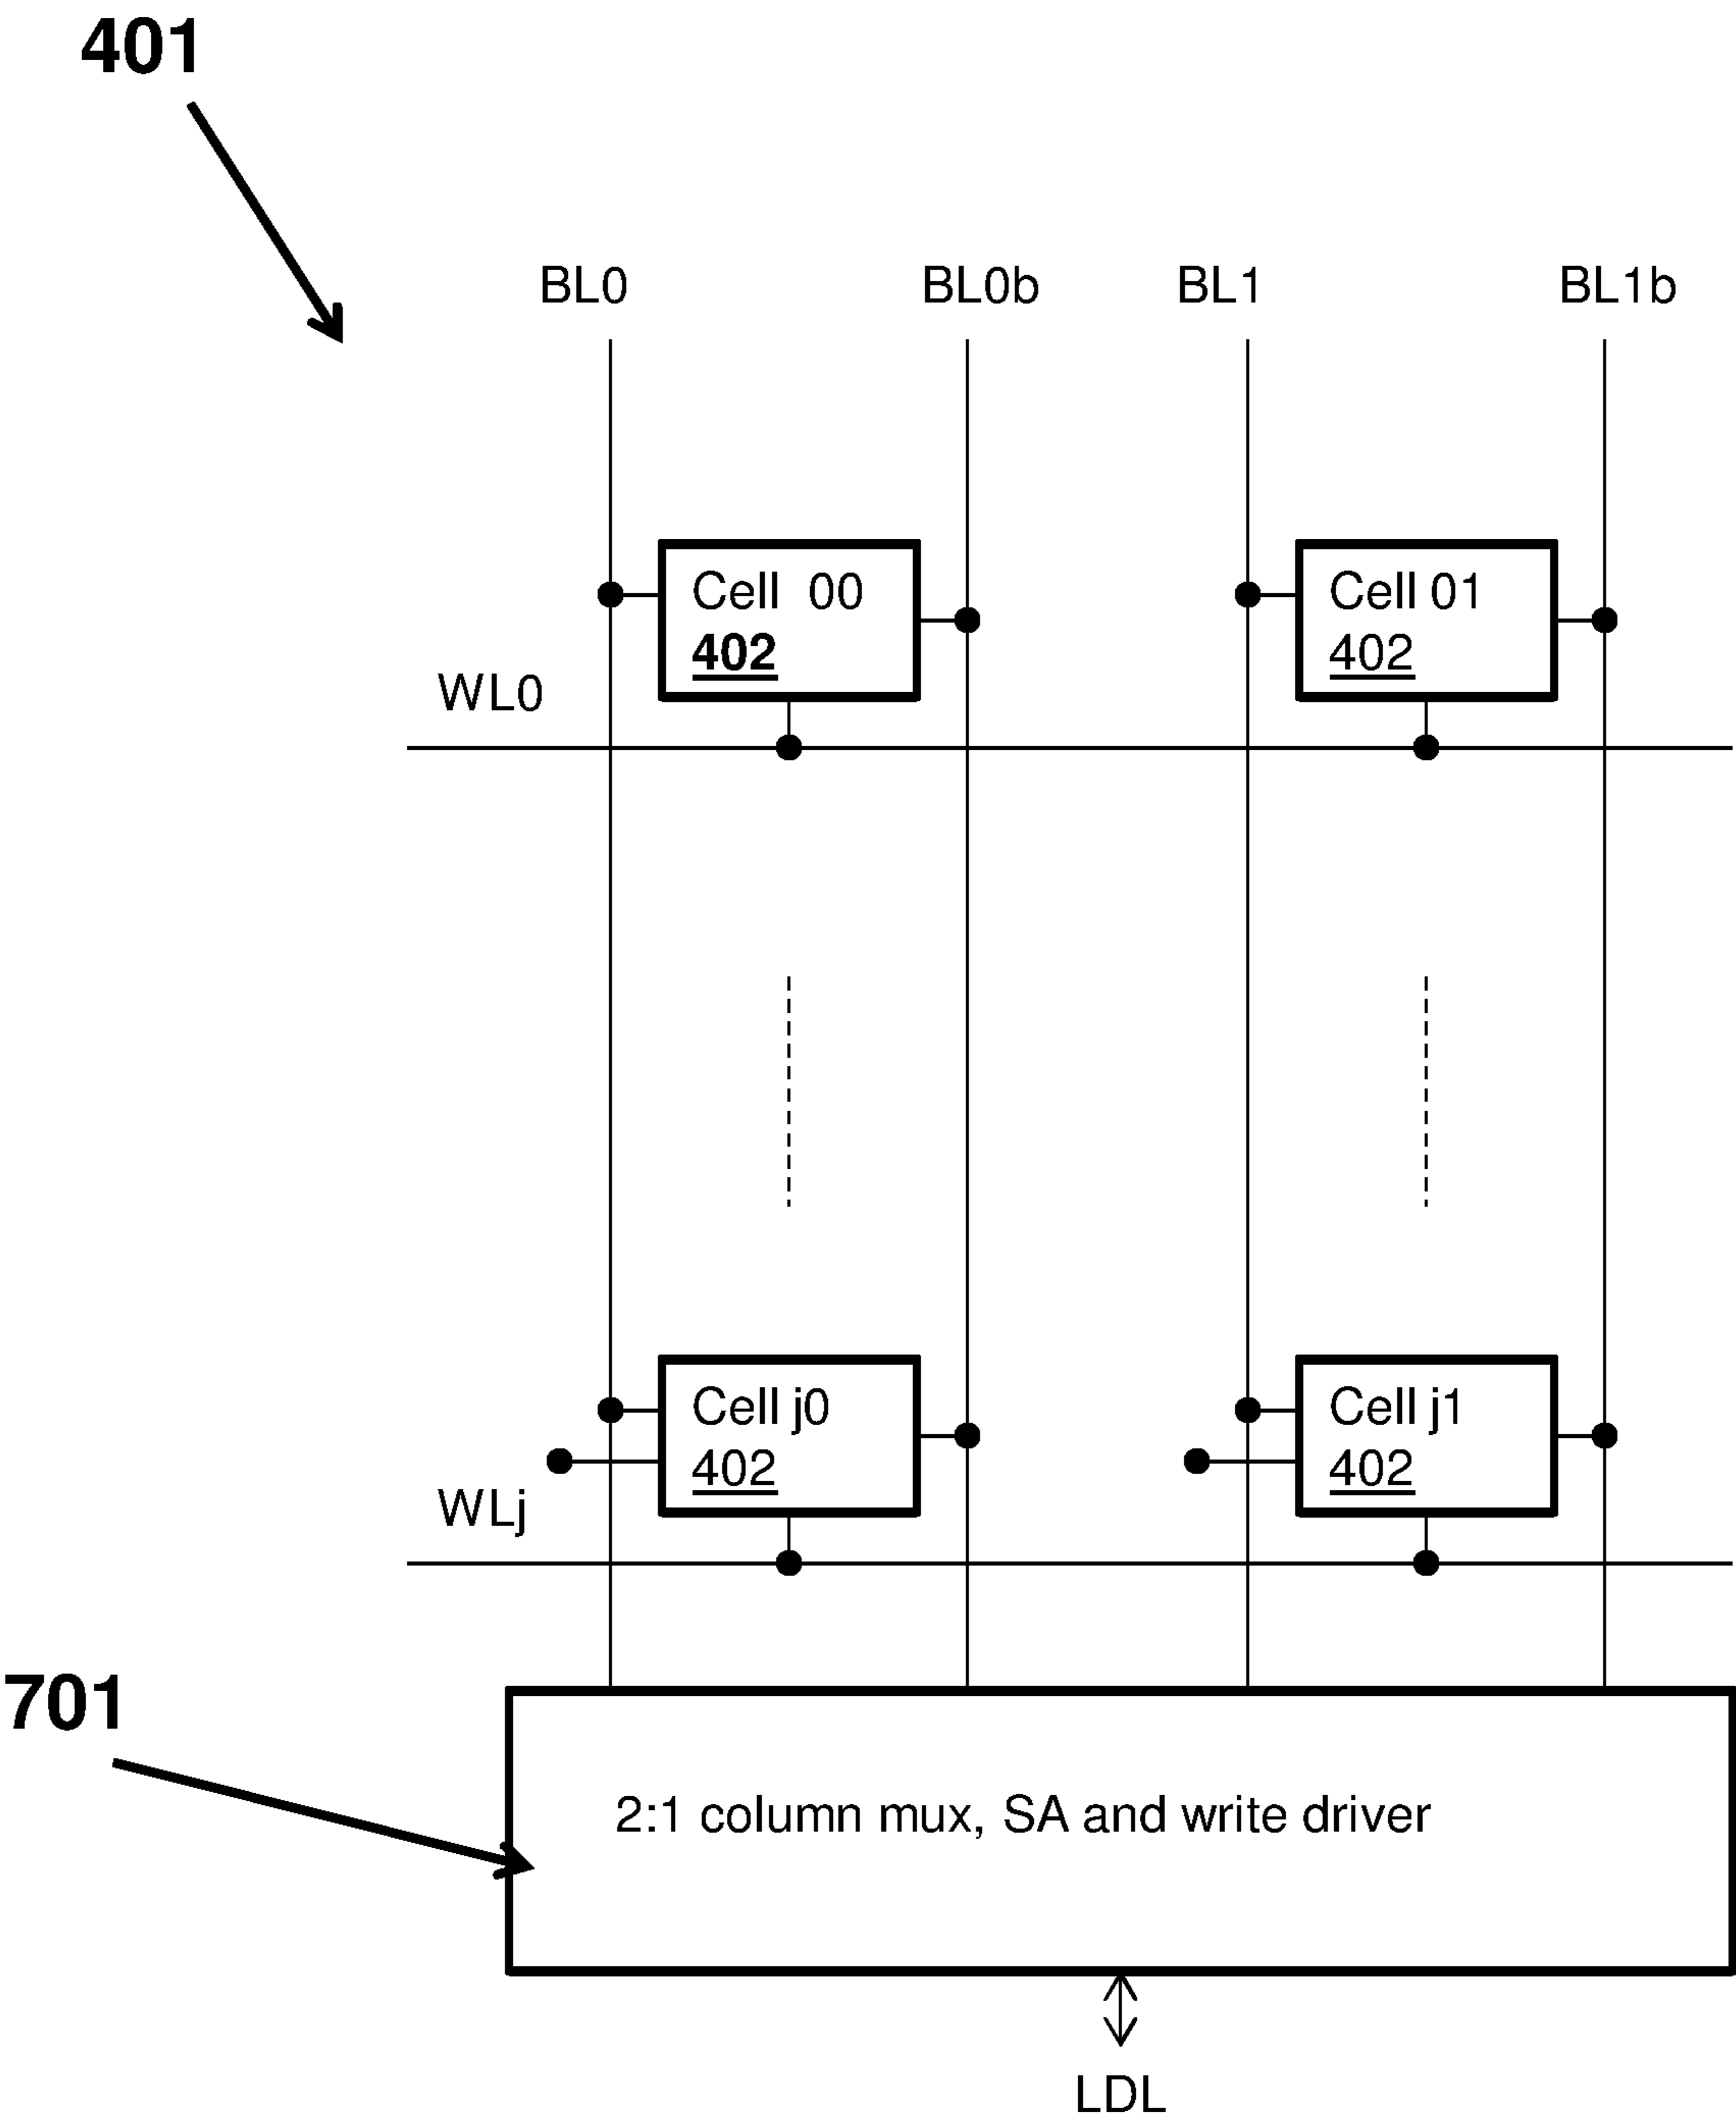 401
BL0 BL0b BL1 BL1b
Cell 00 Cell 01
402 402
WL0
Cell j0 Cell j1
402 402
WLj
701
2:1 column mux, SA and write driver
LDL